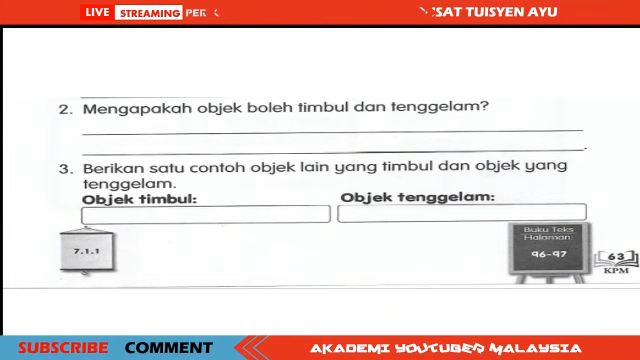 LIVE STREAMING PER
SAT TUISYEN AYU
2. Mengapakah objek boleh timbul dan tenggelam?
3. Berikan satu contoh objek lain yang timbul dan objek yang
tenggelam.
Objek timbul:
Objek tenggelam:
7.1.1
Buku Teks
Halaman:
96-97
63
KPM
SUBSCRIBE COMMENT
AKADEMI YOUTUBER MALAYSIA